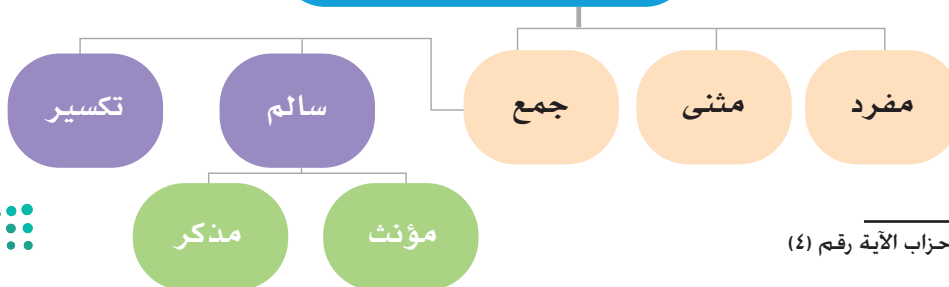 مفرد
مثنى
جمع
سالم
تكسير
مؤنث
مذكر
حزاب الآية رقم (٤)